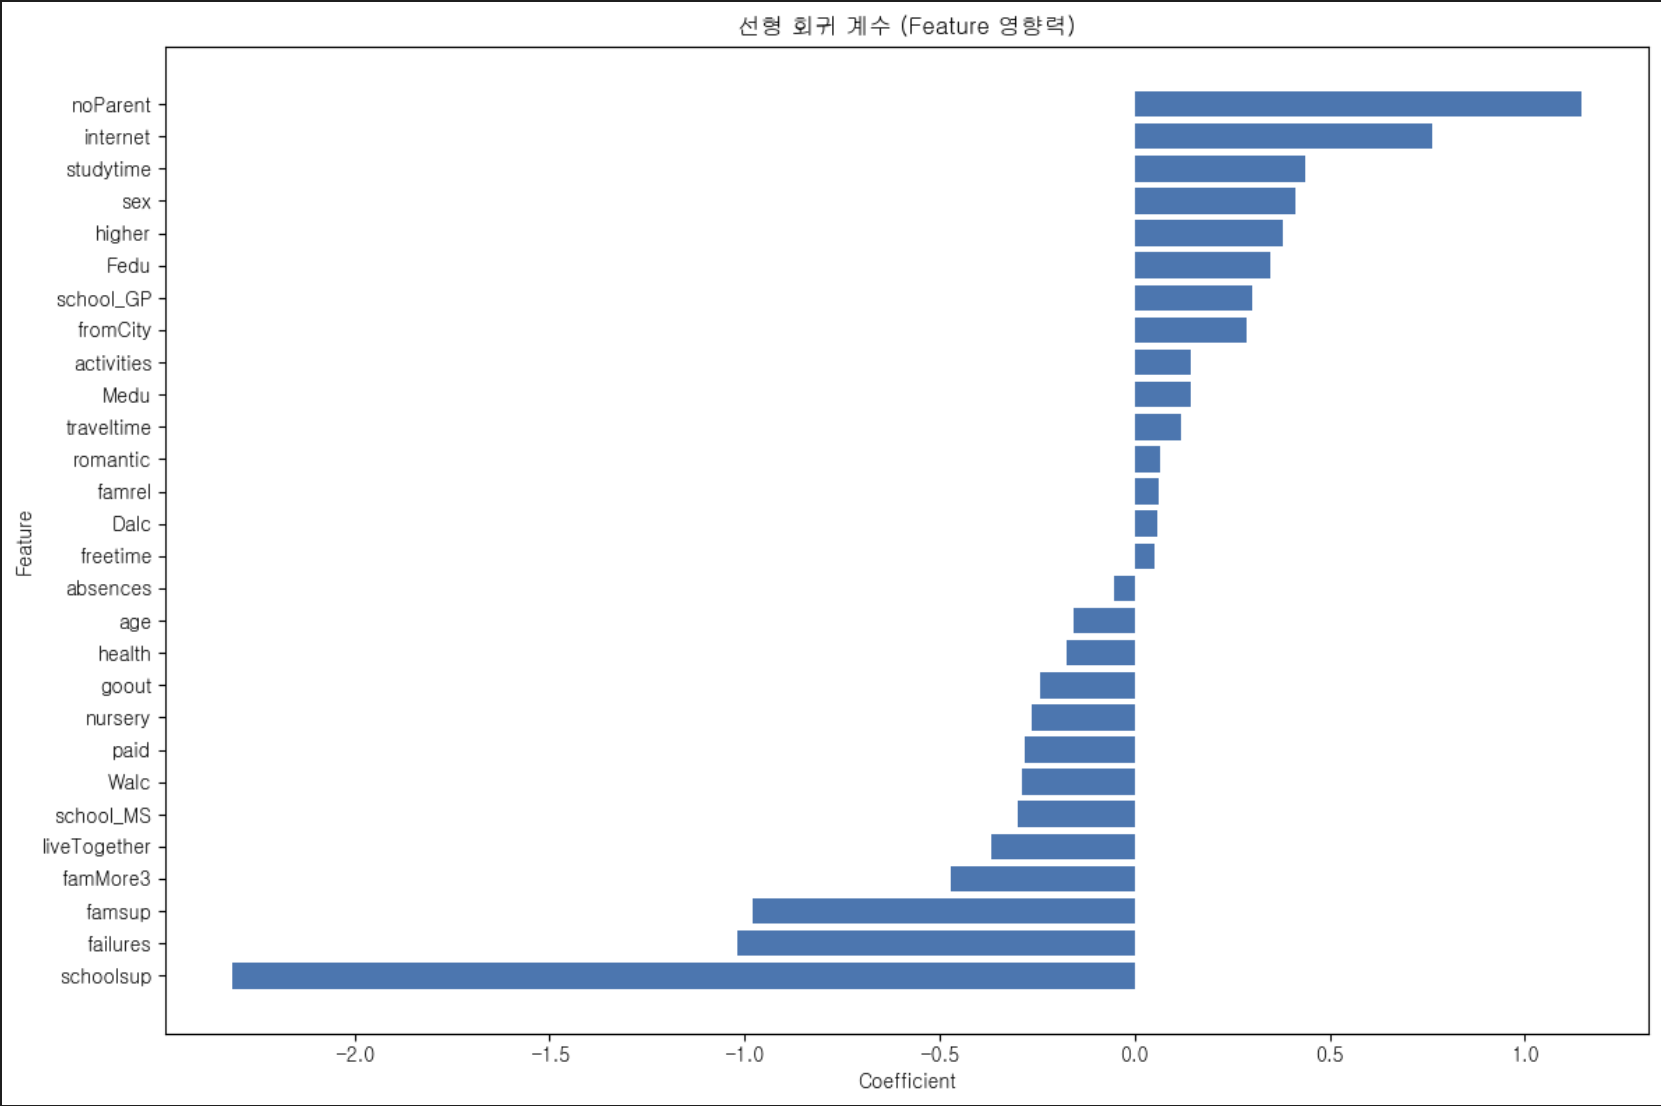 선형 회귀 계수 (Feature 영향력)
noParent
internet
studytime
sex
higher
Fedu
school_GP
fromCity
activities
Medu
traveltime
romantic
famrel
Dalc
freetime
absences
age
health
goout
nursery
paid
Walc
school_MS
liveTogether
famMore3
famsup
failures
schoolsup
Feature
−2.0 −1.5 −1.0 −0.5 0.0 0.5 1.0
Coefficient